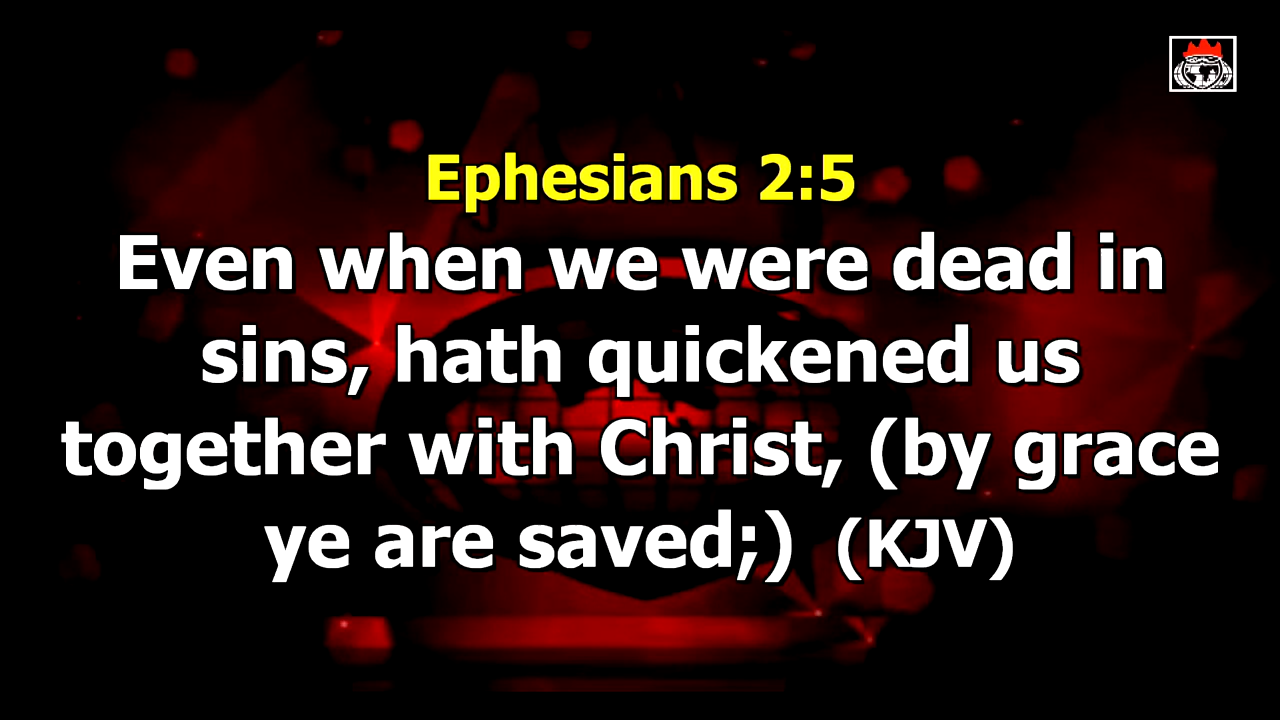 Ephesians 2:5
Even when we were dead in
sins, hath quickened us
together with Christ, (by grace
ye are saved;) (KJV)